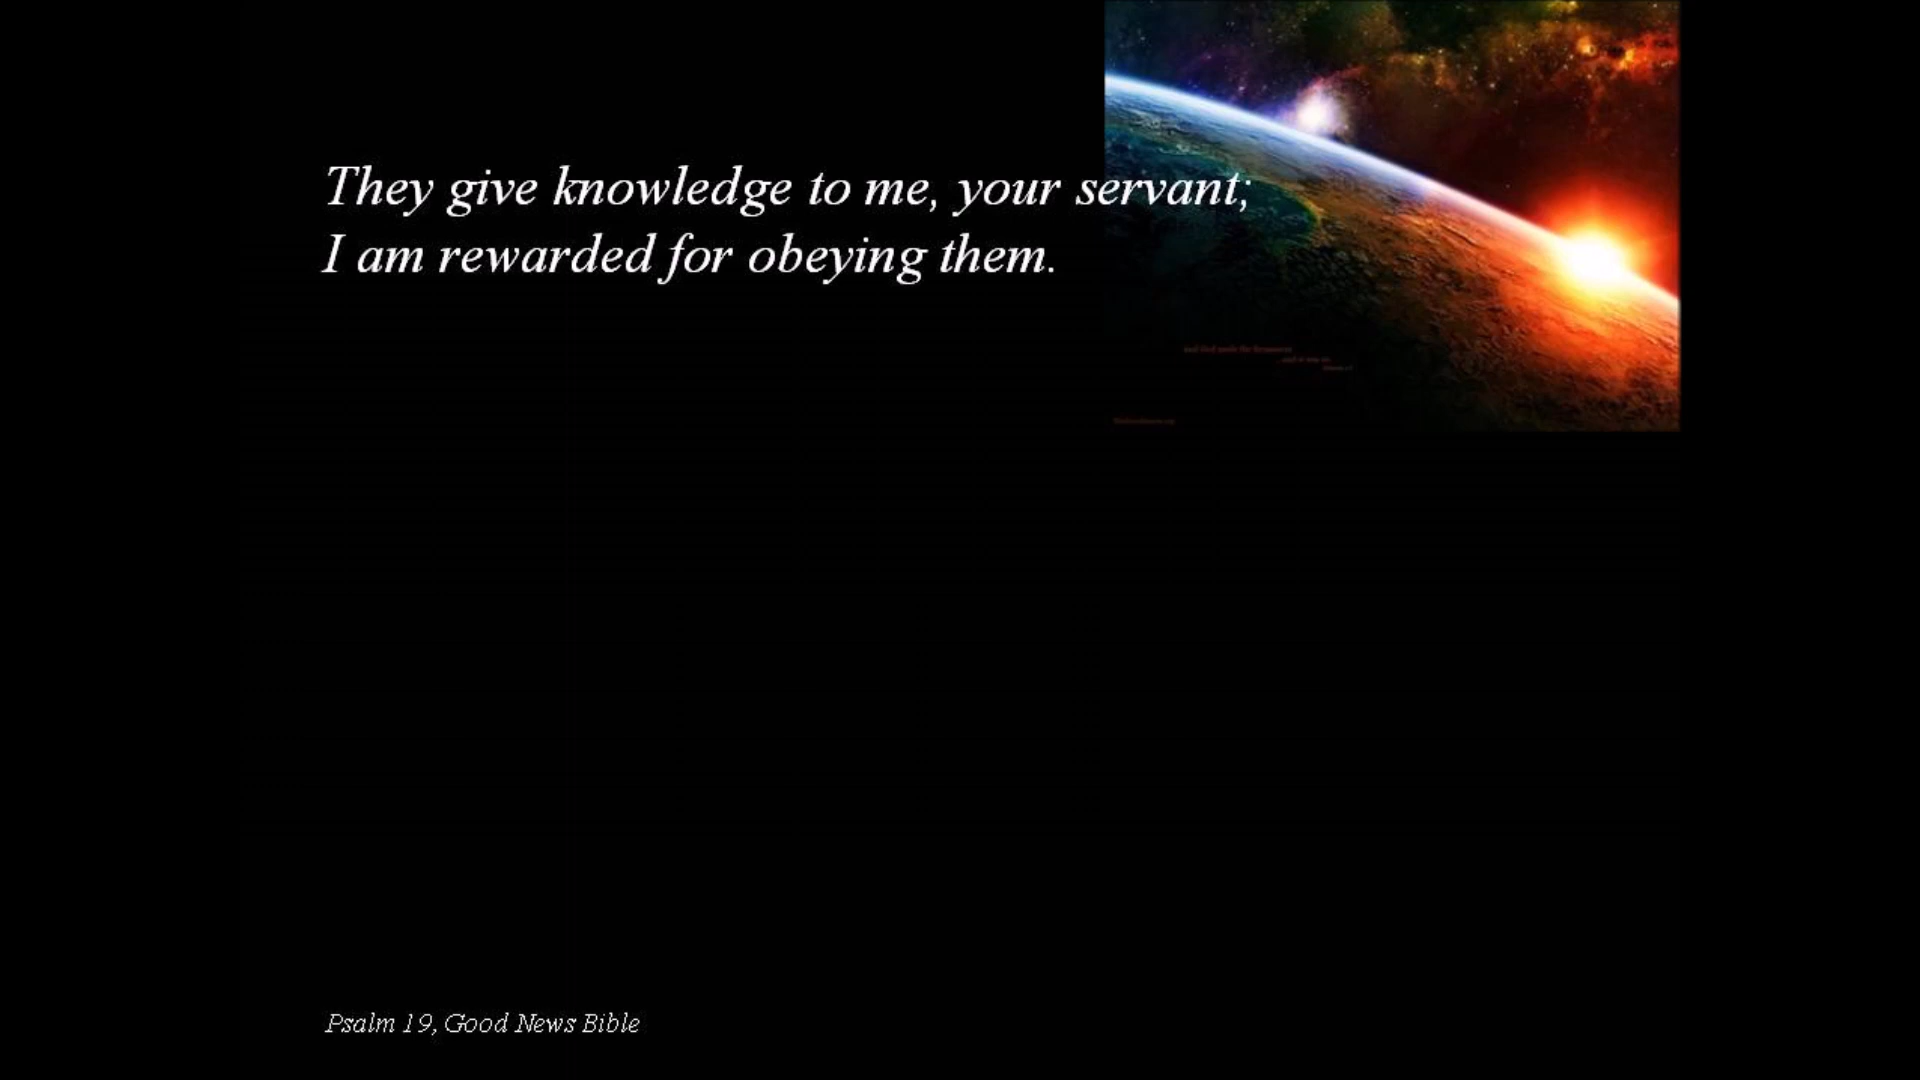 They give knowledge to me, your servant;
I am rewarded for obeying them.
Psalm 19, Good News Bible